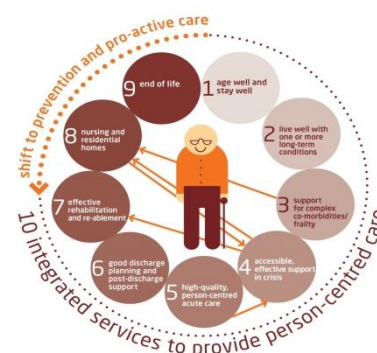 shift to prevention and pro-active care
9 end of life
1 age well and
stay well
2 live well with
one or more
long-term
conditions
3 support
for complex
co-morbidities/
frailty
4 accessible,
effective support
in crisis
5 high-quality,
person-centred
acute care
6 good discharge
planning and
post-discharge
support
7 effective
rehabilitation
and re-ablement
8 nursing and
residential
homes
10 integrated services to provide person-centred care